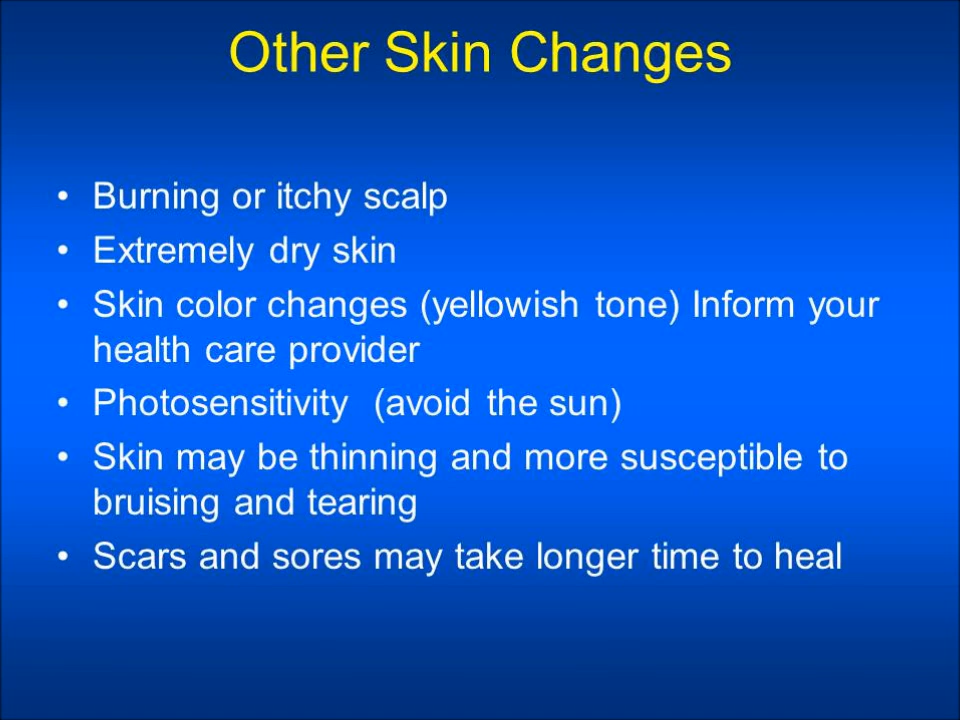 Other Skin Changes
• Burning or itchy scalp
• Extremely dry skin
• Skin color changes (yellowish tone) Inform your
health care provider
• Photosensitivity  (avoid the sun)
• Skin may be thinning and more susceptible to
bruising and tearing
• Scars and sores may take longer time to heal